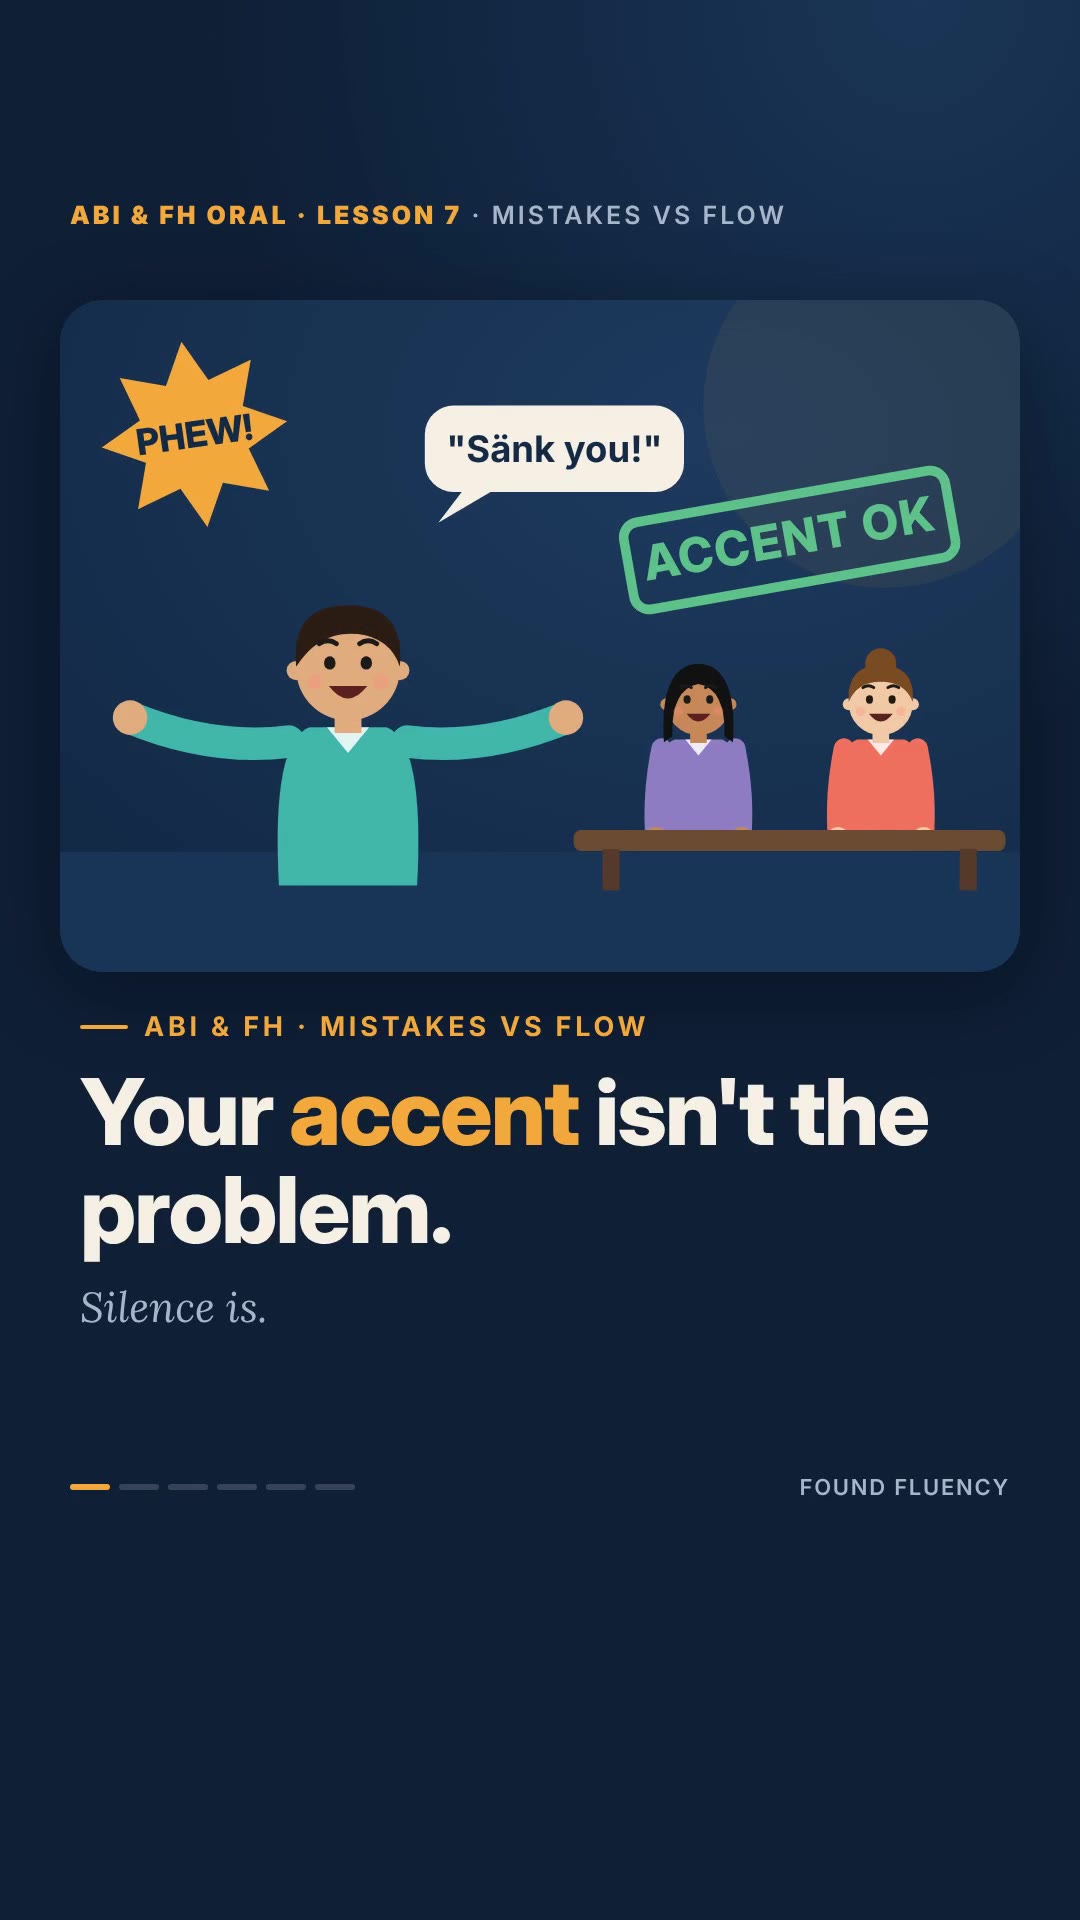 ABI & FH ORAL · LESSON 7 · MISTAKES VS FLOW
PHEW!
"Sänk you!"
ACCENT OK
ABI & FH · MISTAKES VS FLOW
Your accent isn't the
problem.
Silence is.
FOUND FLUENCY